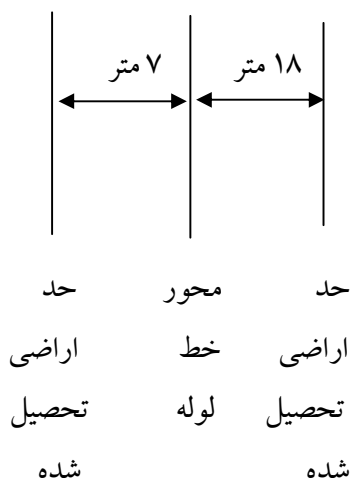 ۱۸ متر
۷ متر
حد
اراضی
تحصیل
شده
محور
خط
لوله
حد
اراضی
تحصیل
شده